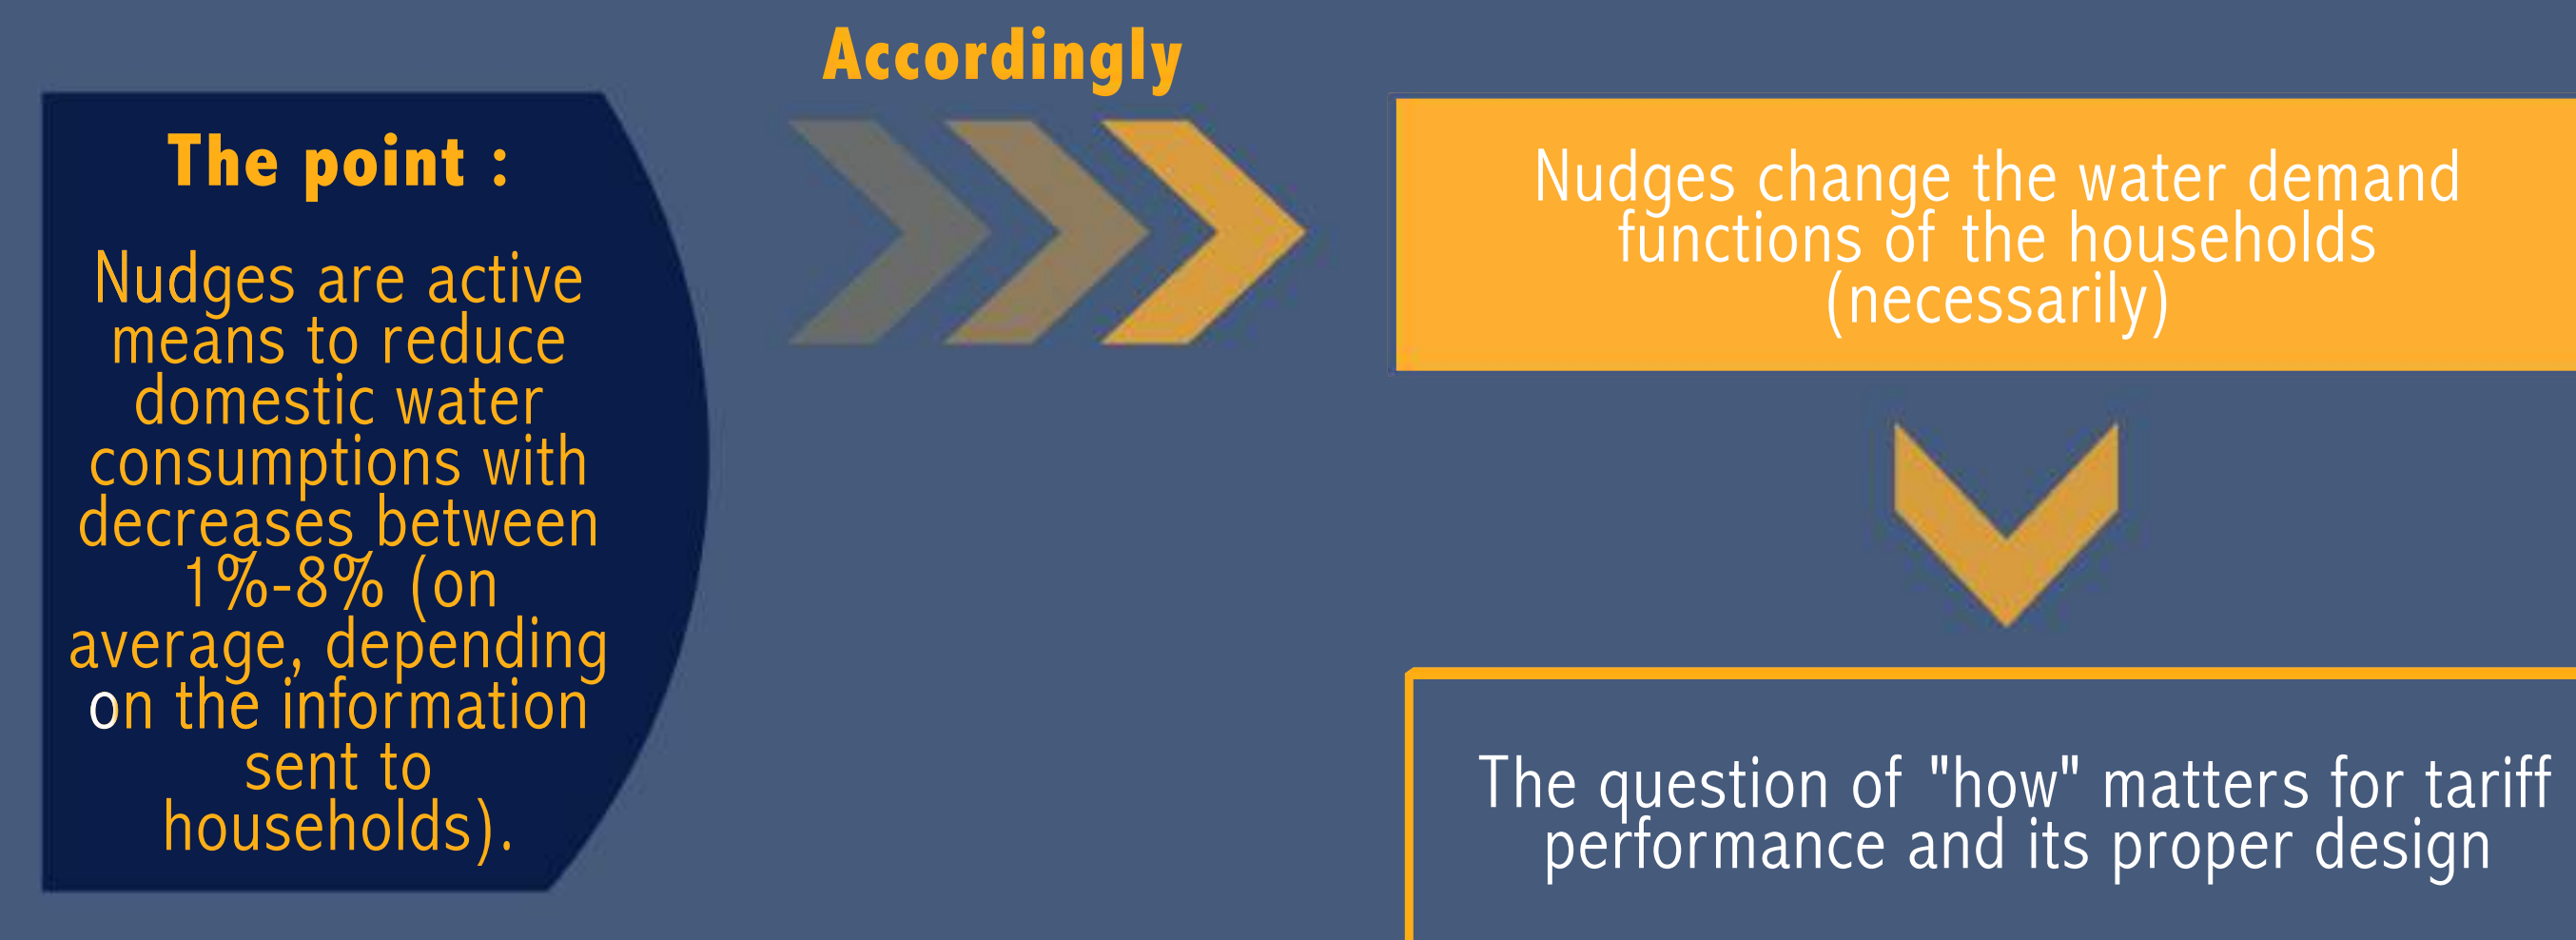 The point :
Nudges are active
means to reduce
domestic water
consumptions with
decreases between
1%-8% (on
average, depending
on the information
sent to
households).
Accordingly
Nudges change the water demand
functions of the households
(necessarily)
The question of "how" matters for tariff
performance and its proper design